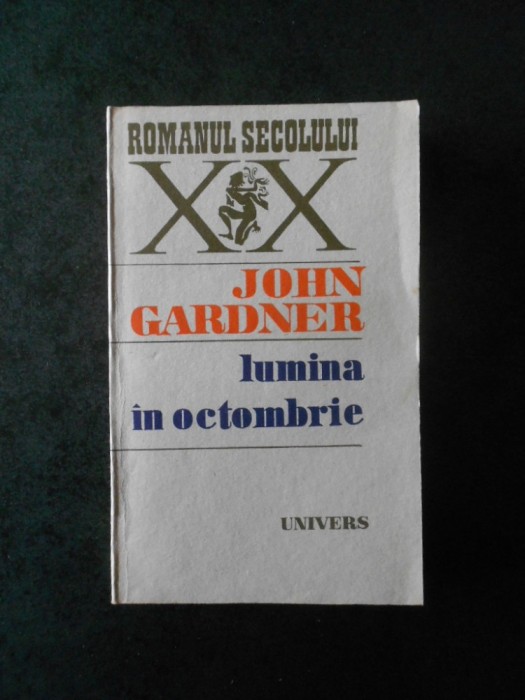 ROMANUL SECOLULUI
XX
JOHN
GARDNER
lumina
în octombrie
UNIVERS